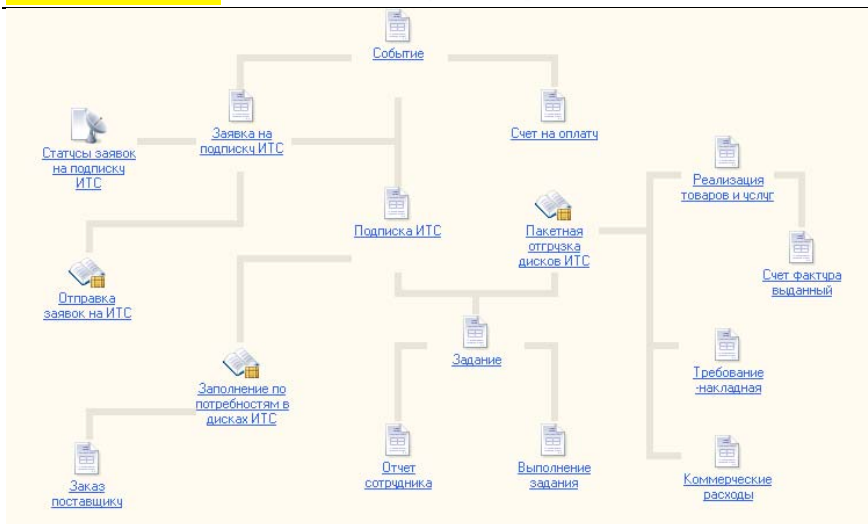 Событие
Заявка на
подписку ИТС
Счет на оплату
Статусы заявок
на подписку
ИТС
Реализация
товаров и услуг
Подписка ИТС
Пакетная
отгрузка
дисков ИТС
Счет фактура
выданный
Отправка
заявок на ИТС
Задание
Требование
-накладная
Заполнение по
потребностям в
дисках ИТС
Заказ
поставщику
Отчет
сотрудника
Выполнение
задания
Коммерческие
расходы